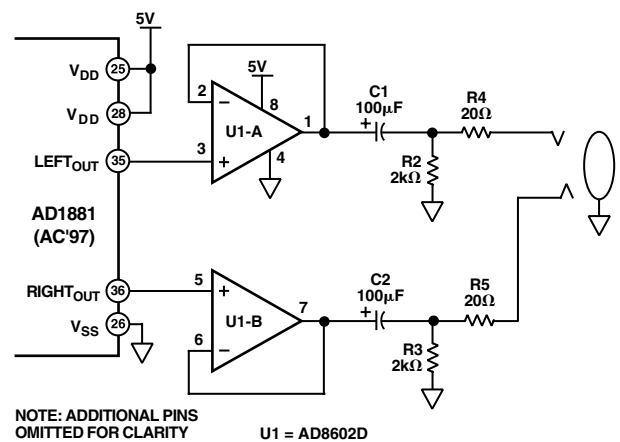 5V
VDD
25
VDD
28
LEFTOUT
35
AD1881
(AC'97)
RIGHTOUT
36
VSS
26
2
−
5V
8
U1-A
1
3
+
4
C1
100µF
+
R4
20Ω
R2
2kΩ
5
+
U1-B
7
6
−
C2
100µF
+
R5
20Ω
R3
2kΩ
NOTE: ADDITIONAL PINS
OMITTED FOR CLARITY
U1 = AD8602D